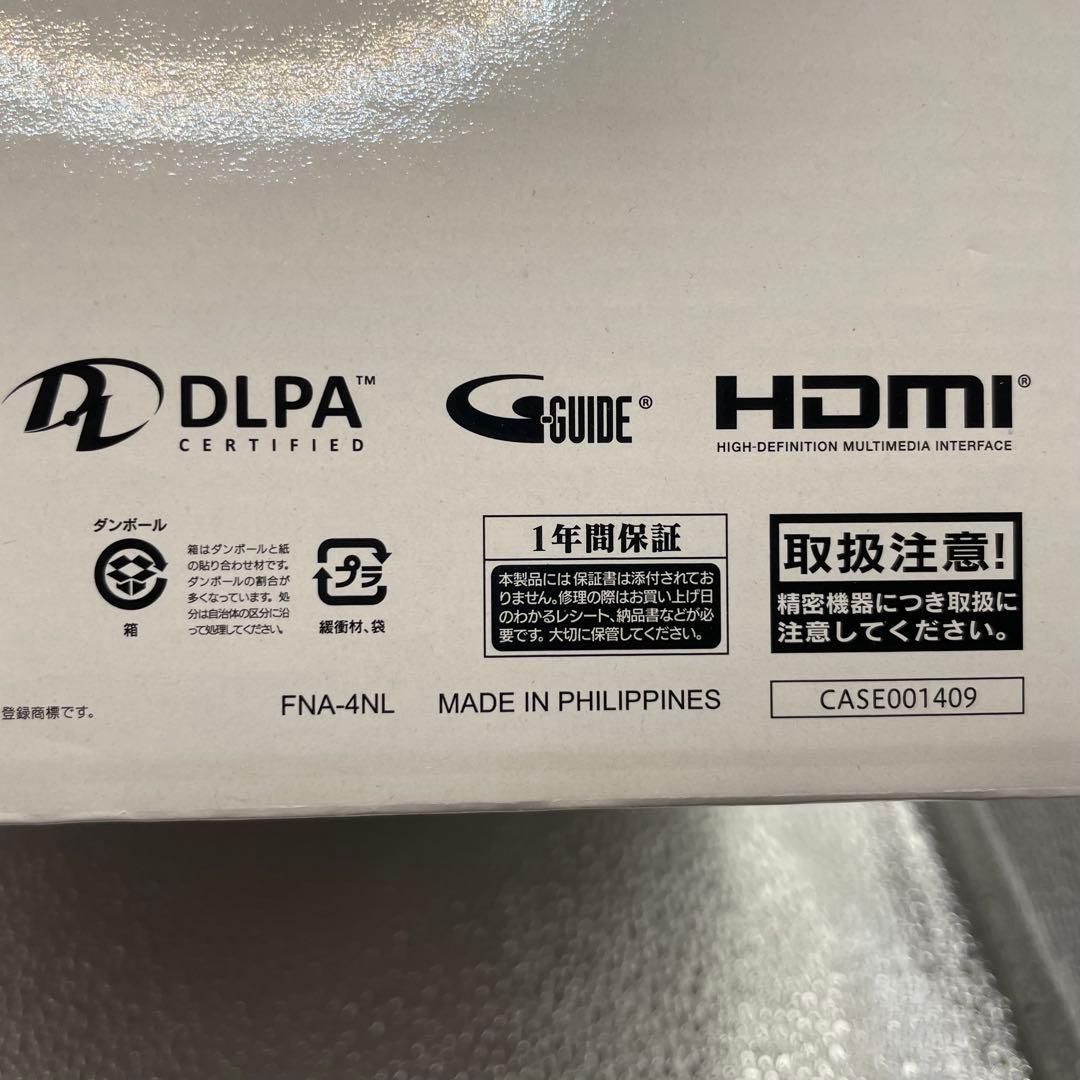 DL DLPA™
CERTIFIED
G-GUIDE®
HDMI®
HIGH-DEFINITION MULTIMEDIA INTERFACE
ダンボール
箱
箱はダンボールと紙
の貼り合わせ材です。
ダンボールの割合が
多くなっています。処
分は自治体の区分に沿
って処理してください。
プラ
緩衝材、袋
1年間保証
本製品には保証書は添付されてお
りません。修理の際はお買い上げ日
のわかるレシート、納品書などが必
要です。大切に保管してください。
取扱注意!
精密機器につき取扱に
注意してください。
登録商標です。
FNA-4NL
MADE IN PHILIPPINES
CASE001409